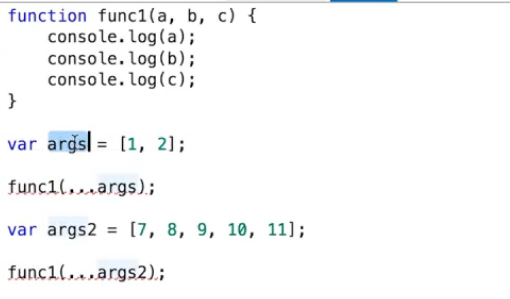 function func1(a, b, c) {
    console.log(a);
    console.log(b);
    console.log(c);
}
var args = [1, 2];
func1(...args);
var args2 = [7, 8, 9, 10, 11];
func1(...args2);